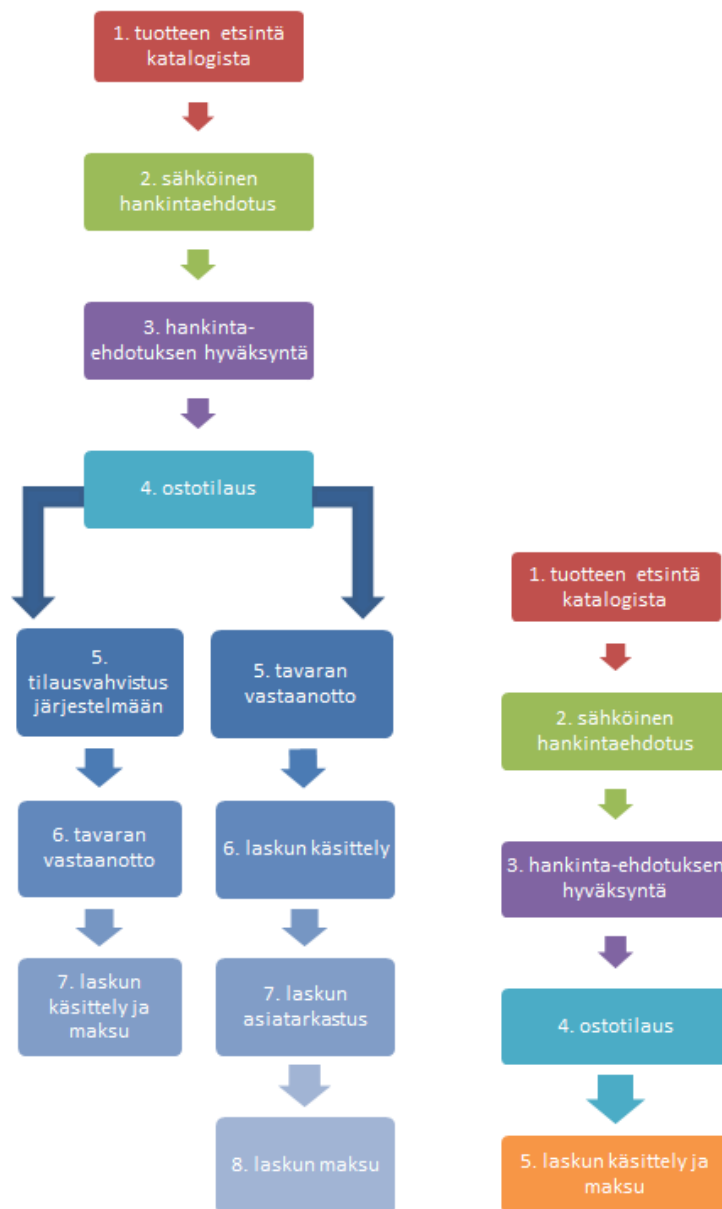 1. tuotteen etsintä
katalogista
2. sähköinen
hankintaehdotus
3. hankinta-
ehdotuksen hyväksyntä
4. ostotilaus
5.
tilausvahvistus
järjestelmään
6. tavaran
vastaanotto
7. laskun
käsittely ja
maksu
5. tavaran
vastaanotto
6. laskun käsittely
7. laskun
asiatarkastus
8. laskun maksu
1. tuotteen etsintä
katalogista
2. sähköinen
hankintaehdotus
3. hankinta-ehdotuksen
hyväksyntä
4. ostotilaus
5. laskun käsittely ja
maksu